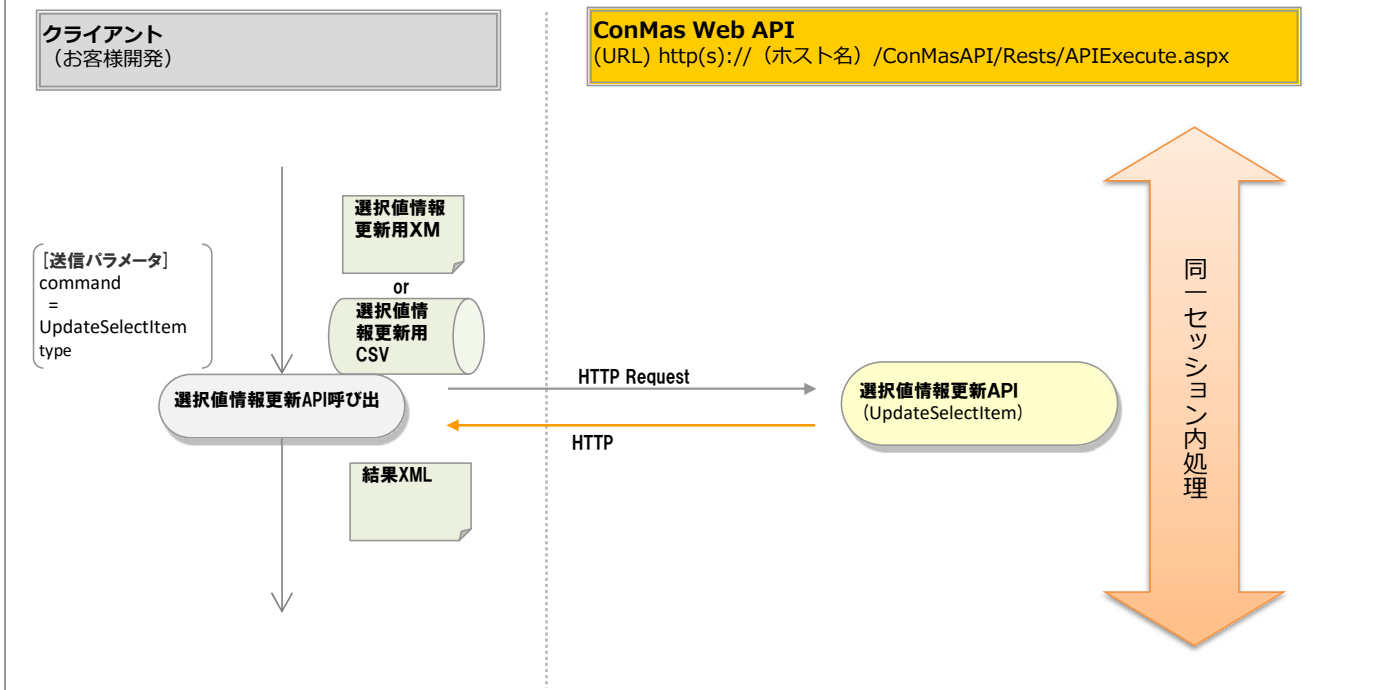 クライアント
（お客様開発）
ConMas Web API
(URL) http(s)://（ホスト名）/ConMasAPI/Rests/APIExecute.aspx
選択値情報
更新用XM
or
選択値情
報更新用
CSV
[送信パラメータ]
command
=
UpdateSelectItem
type
選択値情報更新API呼び出
HTTP Request
HTTP
選択値情報更新API
（UpdateSelectItem）
結果XML
同一セッション内処理